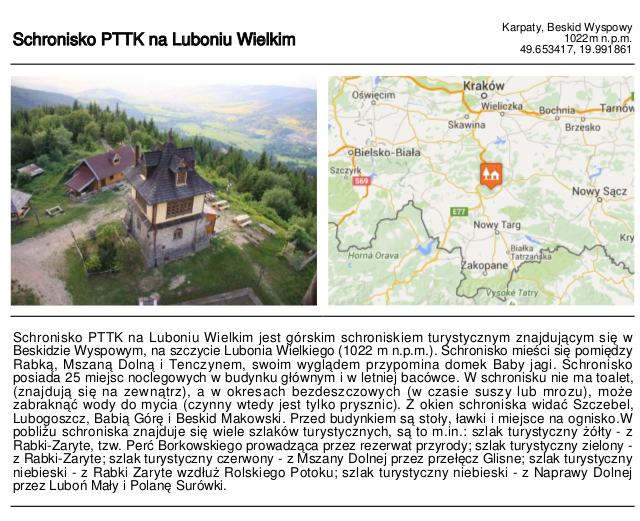 Schronisko PTTK na Luboniu Wielkim
Karpaty, Beskid Wyspowy
1022m n.p.m.
49.653417, 19.991861
Kraków
Oświęcim
Wieliczka
Bochnia
Tarnów
Skawina
Brzesko
Bielsko-Biała
Szczyrk
S69
Nowy Sącz
E77
Nowy Targ
Kry
Białka
Tatrzańska
Horná Orava
Zakopane
Vysoké Tatry
Schronisko PTTK na Luboniu Wielkim jest górskim schroniskiem turystycznym znajdującym się w
Beskidzie Wyspowym, na szczycie Lubonia Wielkiego (1022 m n.p.m.). Schronisko mieści się pomiędzy
Rabką, Mszaną Dolną i Tenczynem, swoim wyglądem przypomina domek Baby jagi. Schronisko
posiada 25 miejsc noclegowych w budynku głównym i w letniej bacówce. W schronisku nie ma toalet,
(znajdują się na zewnątrz), a w okresach bezdeszczowych (w czasie suszy lub mrozu), może
zabraknąć wody do mycia (czynny wtedy jest tylko prysznic). Z okien schroniska widać Szczebel,
Lubogoszcz, Babią Górę i Beskid Makowski. Przed budynkiem są stoły, ławki i miejsce na ognisko.W
pobliżu schroniska znajduje się wiele szlaków turystycznych, są to m.in.: szlak turystyczny żółty - z
Rabki-Zaryte, tzw. Perć Borkowskiego prowadząca przez rezerwat przyrody; szlak turystyczny zielony -
z Rabki-Zaryte; szlak turystyczny czerwony - z Mszany Dolnej przez przełęcz Glisne; szlak turystyczny
niebieski - z Rabki Zaryte wzdłuż Rolskiego Potoku; szlak turystyczny niebieski - z Naprawy Dolnej
przez Luboń Mały i Polanę Surówki.